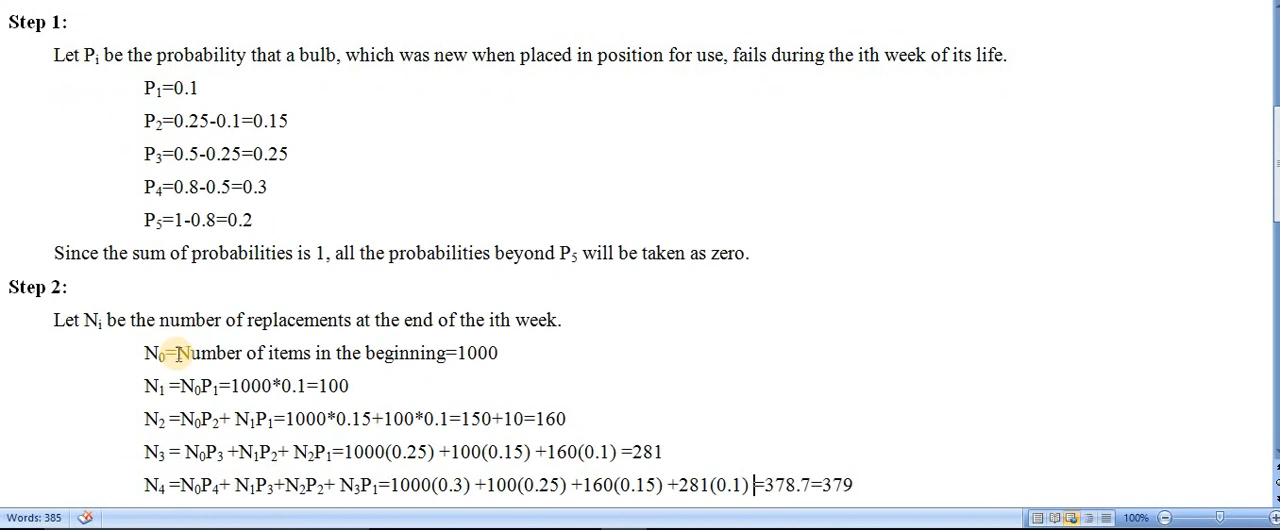 Step 1:
Let Pi be the probability that a bulb, which was new when placed in position for use, fails during the ith week of its life.
P1=0.1
P2=0.25-0.1=0.15
P3=0.5-0.25=0.25
P4=0.8-0.5=0.3
P5=1-0.8=0.2
Since the sum of probabilities is 1, all the probabilities beyond P5 will be taken as zero.
Step 2:
Let Ni be the number of replacements at the end of the ith week.
N0=Number of items in the beginning=1000
N1 =N0P1=1000*0.1=100
N2 =N0P2+ N1P1=1000*0.15+100*0.1=150+10=160
N3 = N0P3 +N1P2+ N2P1=1000(0.25) +100(0.15) +160(0.1) =281
N4 =N0P4+ N1P3+N2P2+ N3P1=1000(0.3) +100(0.25) +160(0.15) +281(0.1) =378.7=379
Words: 385 100%